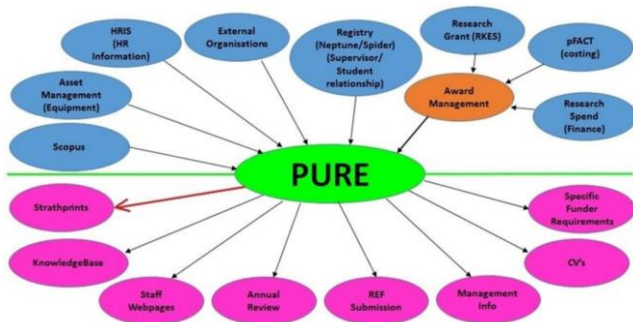 HRIS
(HR
Information)
External
Organisations
Registry
(Neptune/Spider)
(Supervisor/
Student
relationship)
Research
Grant (RKES)
pFACT
(costing)
Asset
Management
(Equipment)
Award
Management
Research
Spend
(Finance)
Scopus
PURE
Strathprints
Specific
Funder
Requirements
KnowledgeBase
CV's
Staff
Webpages
Annual
Review
REF
Submission
Management
Info